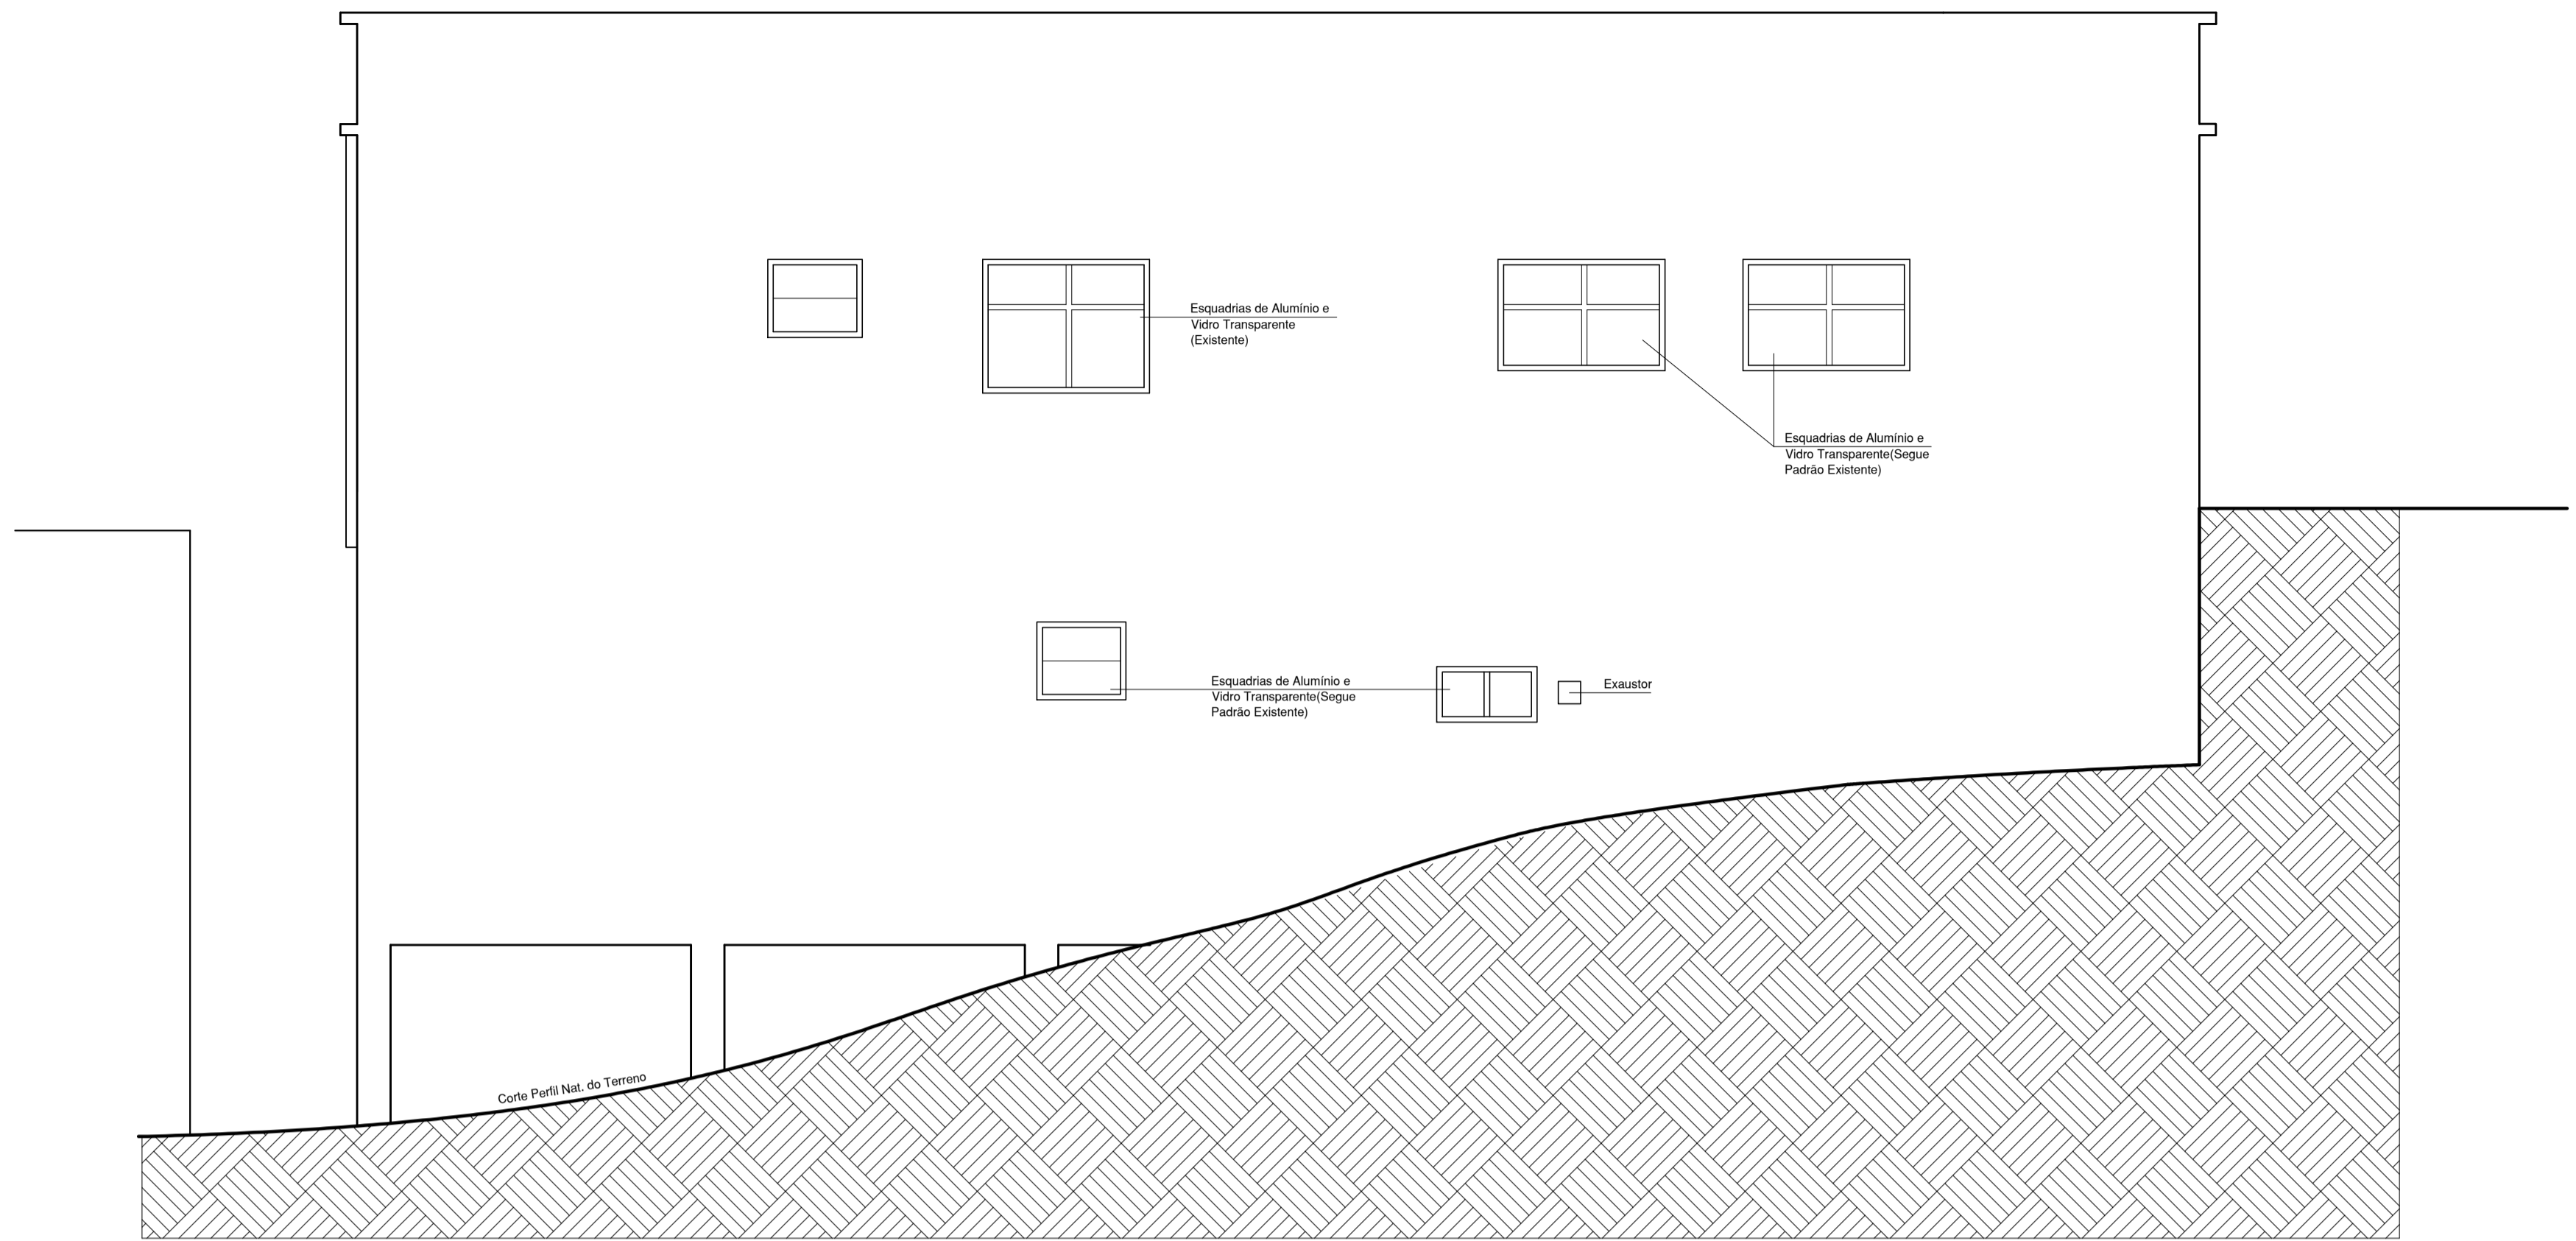 Esquadrias de Alumínio e
Vidro Transparente
(Existente)
Esquadrias de Alumínio e
Vidro Transparente(Segue
Padrão Existente)
Esquadrias de Alumínio e
Vidro Transparente(Segue
Padrão Existente)
Exaustor
Corte Perfil Nat. do Terreno